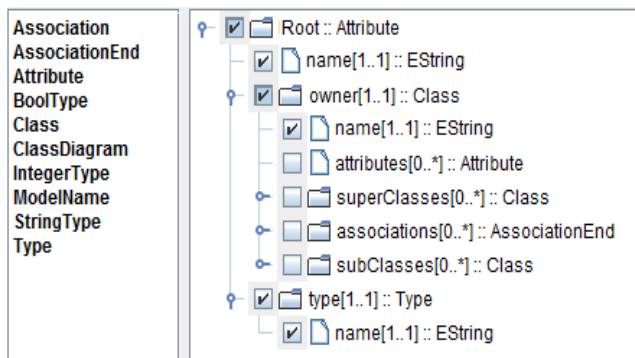 Association
AssociationEnd
Attribute
BoolType
Class
ClassDiagram
IntegerType
ModelName
StringType
Type
Root :: Attribute
name[1..1] :: EString
owner[1..1] :: Class
name[1..1] :: EString
attributes[0..*] :: Attribute
superClasses[0..*] :: Class
associations[0..*] :: AssociationEnd
subClasses[0..*] :: Class
type[1..1] :: Type
name[1..1] :: EString